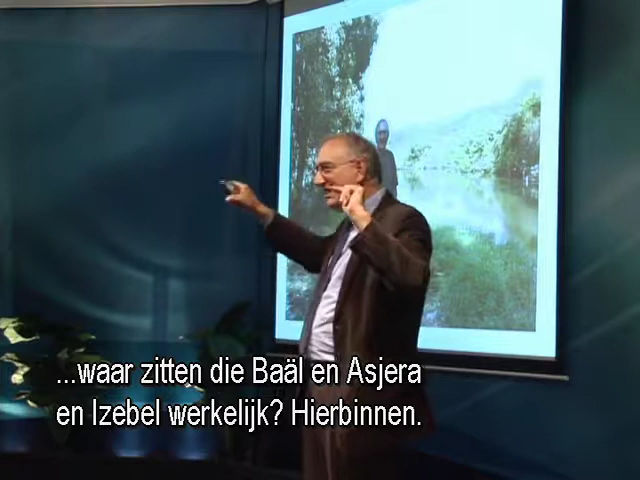 ...waar zitten die Baäl en Asjera
en Izebel werkelijk? Hierbinnen.